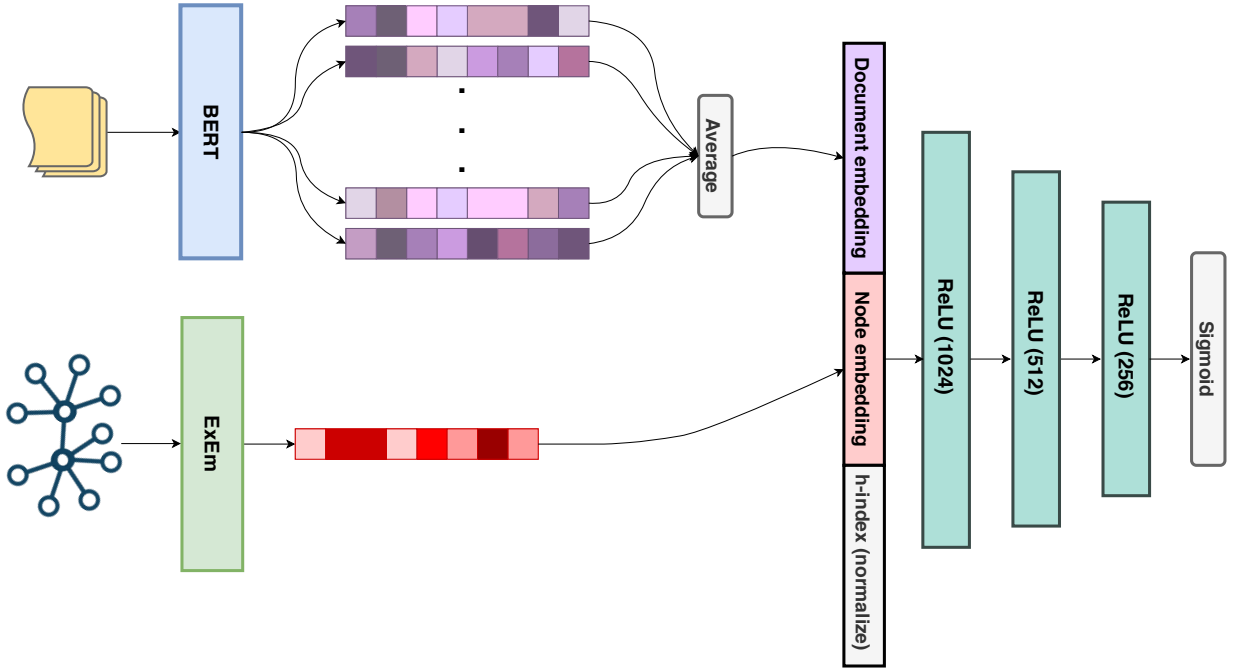 BERT
Average
Document embedding
ExEm
Node embedding
h-index (normalize)
ReLU (1024)
ReLU (512)
ReLU (256)
Sigmoid